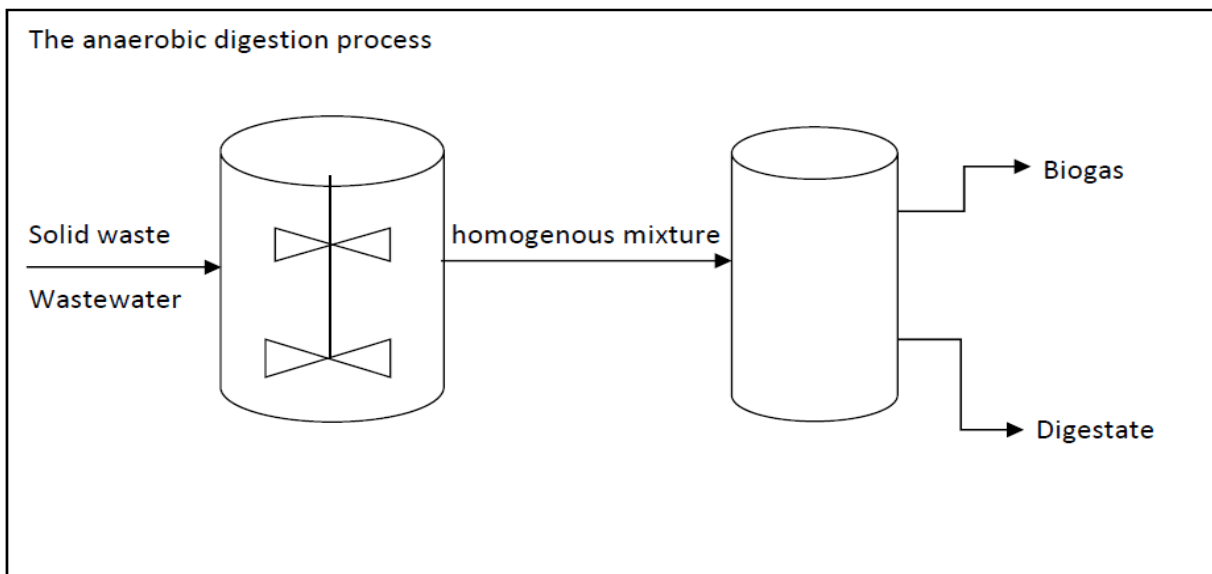 The anaerobic digestion process
Solid waste
Wastewater
homogenous mixture
Biogas
Digestate